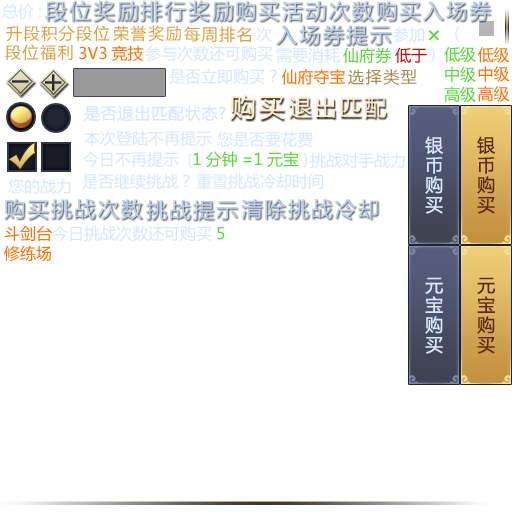 总价：段位奖励排行奖励购买活动次数购买入场券
升段积分段位荣誉奖励每周排名次 入场券提示参加×（
段位福利 3V3竞技参与次数还可购买 需要消耗 仙府券 低于） 低级 低级
是否立即购买？仙府夺宝 选择类型 中级 中级
高级 高级
购买退出匹配
是否退出匹配状态？
本次登陆不再提示 您是否要花费
今日不再提示（1分钟=1元宝）挑战对手战力
您的战力 是否继续挑战？重置挑战冷却时间
购买挑战次数 挑战提示 清除挑战冷却
斗剑台 今日挑战次数还可购买 5
修练场
银币购买
银币购买
元宝购买
元宝购买